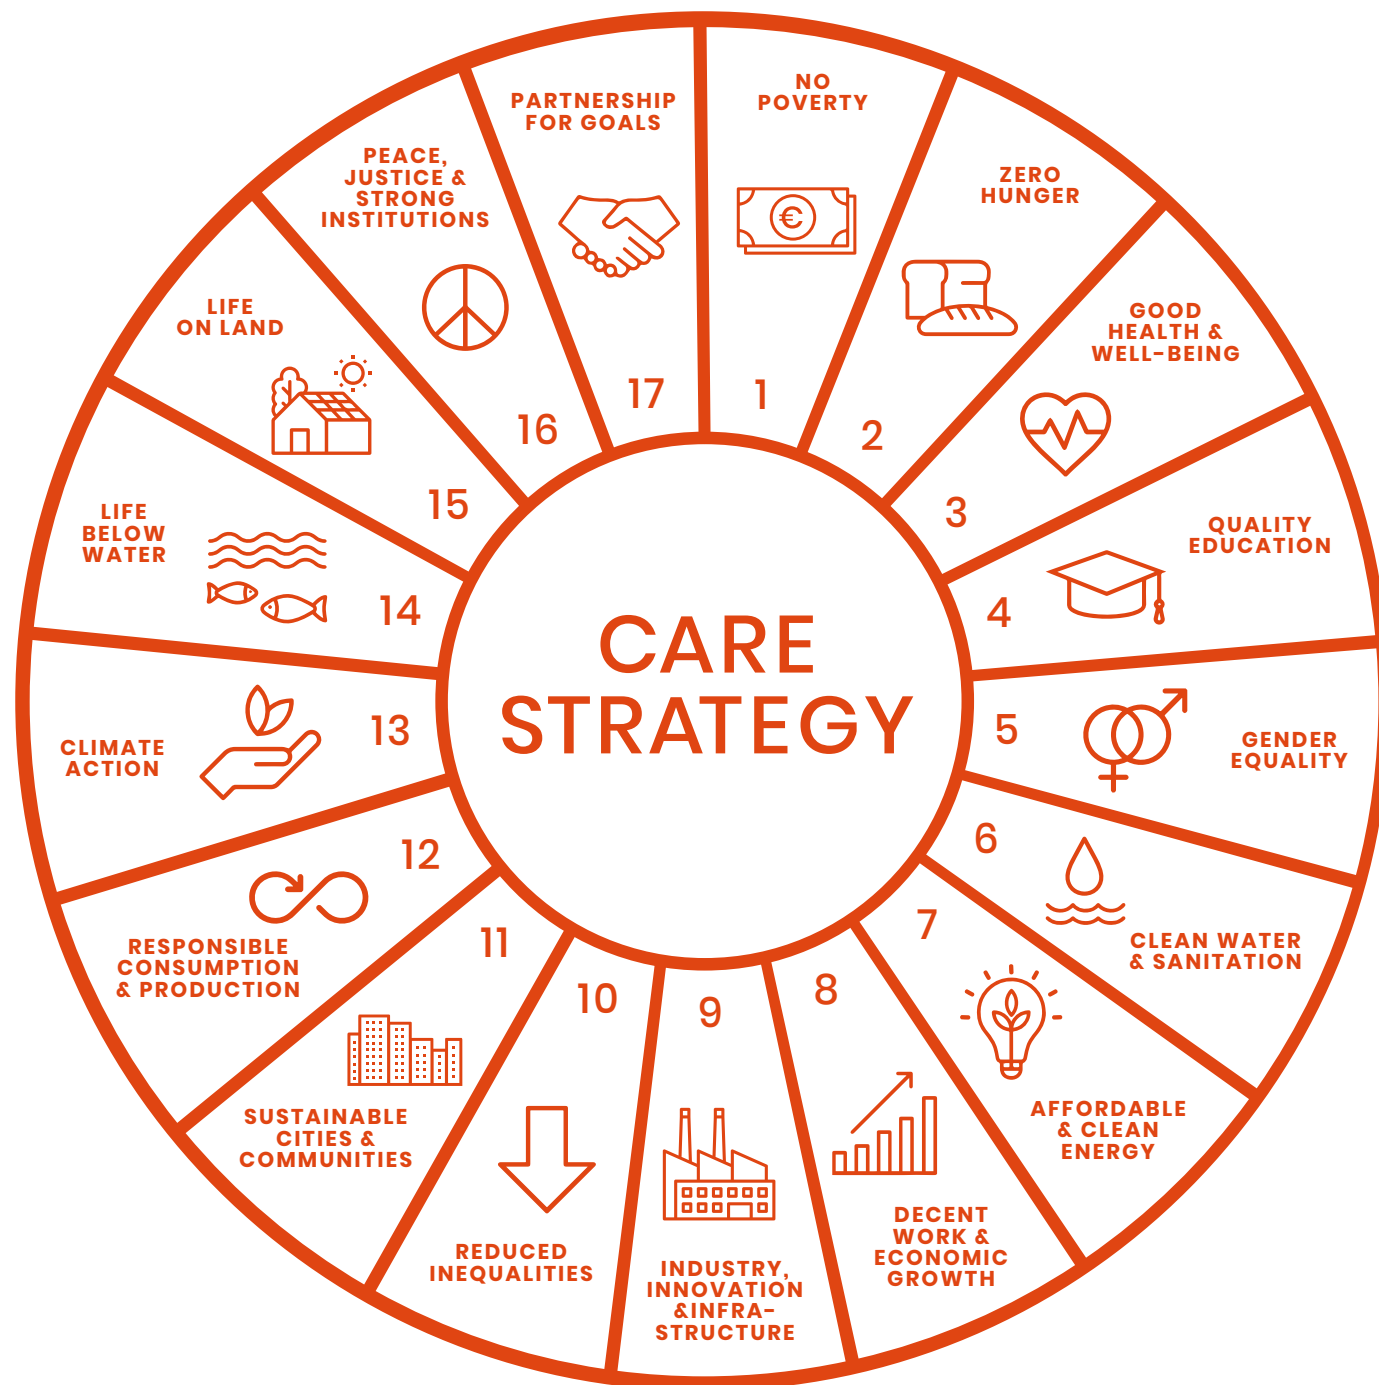 CARE
STRATEGY
NO
POVERTY
€
1
ZERO
HUNGER
2
GOOD
HEALTH &
WELL-BEING
3
QUALITY
EDUCATION
4
GENDER
EQUALITY
5
CLEAN WATER
& SANITATION
6
AFFORDABLE
& CLEAN
ENERGY
7
DECENT
WORK &
ECONOMIC
GROWTH
8
INDUSTRY,
INNOVATION
&INFRA-
STRUCTURE
9
REDUCED
INEQUALITIES
10
SUSTAINABLE
CITIES &
COMMUNITIES
11
RESPONSIBLE
CONSUMPTION
& PRODUCTION
12
CLIMATE
ACTION
13
LIFE
BELOW
WATER
14
LIFE
ON LAND
15
PEACE,
JUSTICE &
STRONG
INSTITUTIONS
16
PARTNERSHIP
FOR GOALS
17